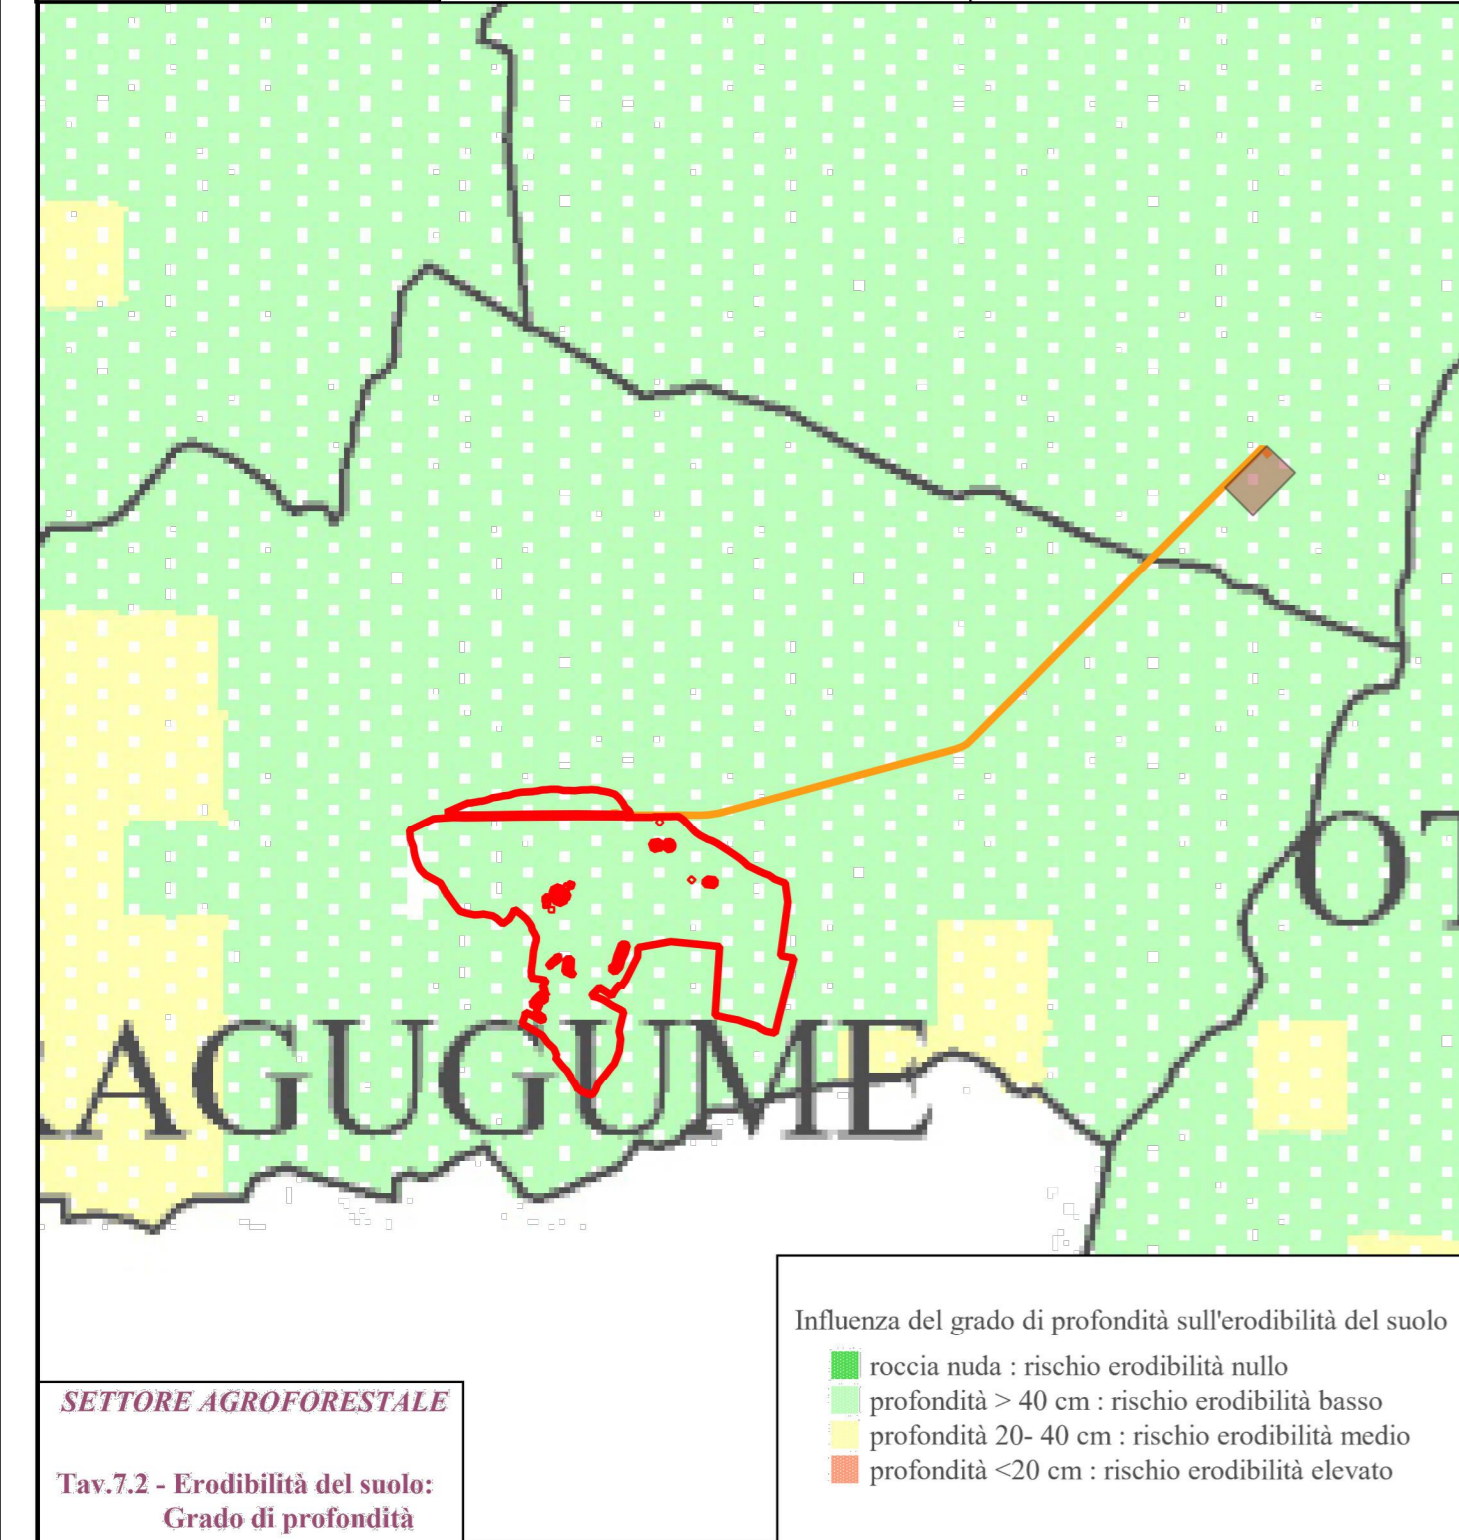 OT
AGUGUME
Influenza del grado di profondità sull'erodibilità del suolo
roccia nuda : rischio erodibilità nullo
profondità > 40 cm : rischio erodibilità basso
profondità 20- 40 cm : rischio erodibilità medio
profondità <20 cm : rischio erodibilità elevato
SETTORE AGROFORESTALE
Tav.7.2 - Erodibilità del suolo:
Grado di profondità